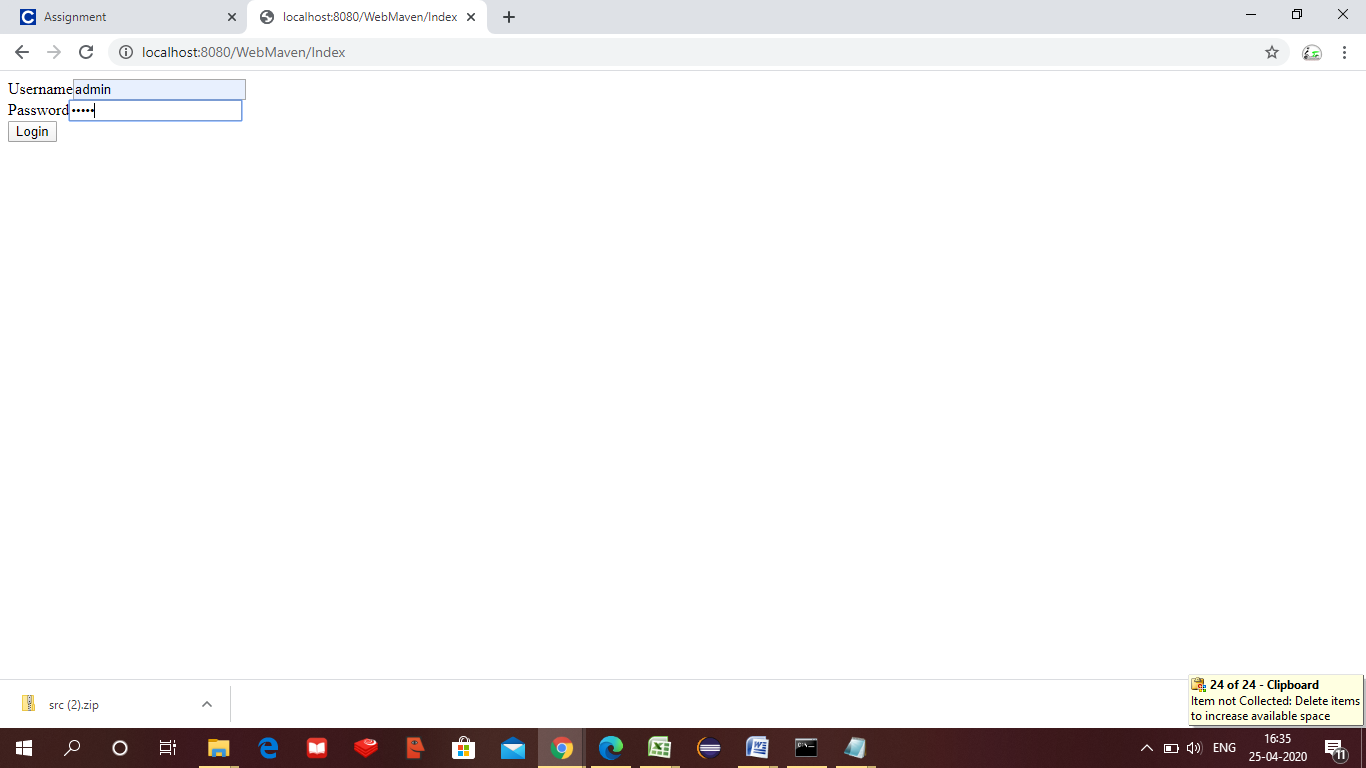 Assignment
localhost:8080/WebMaven/Index
localhost:8080/WebMaven/Index
Username admin
Password •••••
Login
src (2).zip
24 of 24 - Clipboard
Item not Collected: Delete items
to increase available space
ENG
16:35
25-04-2020
11